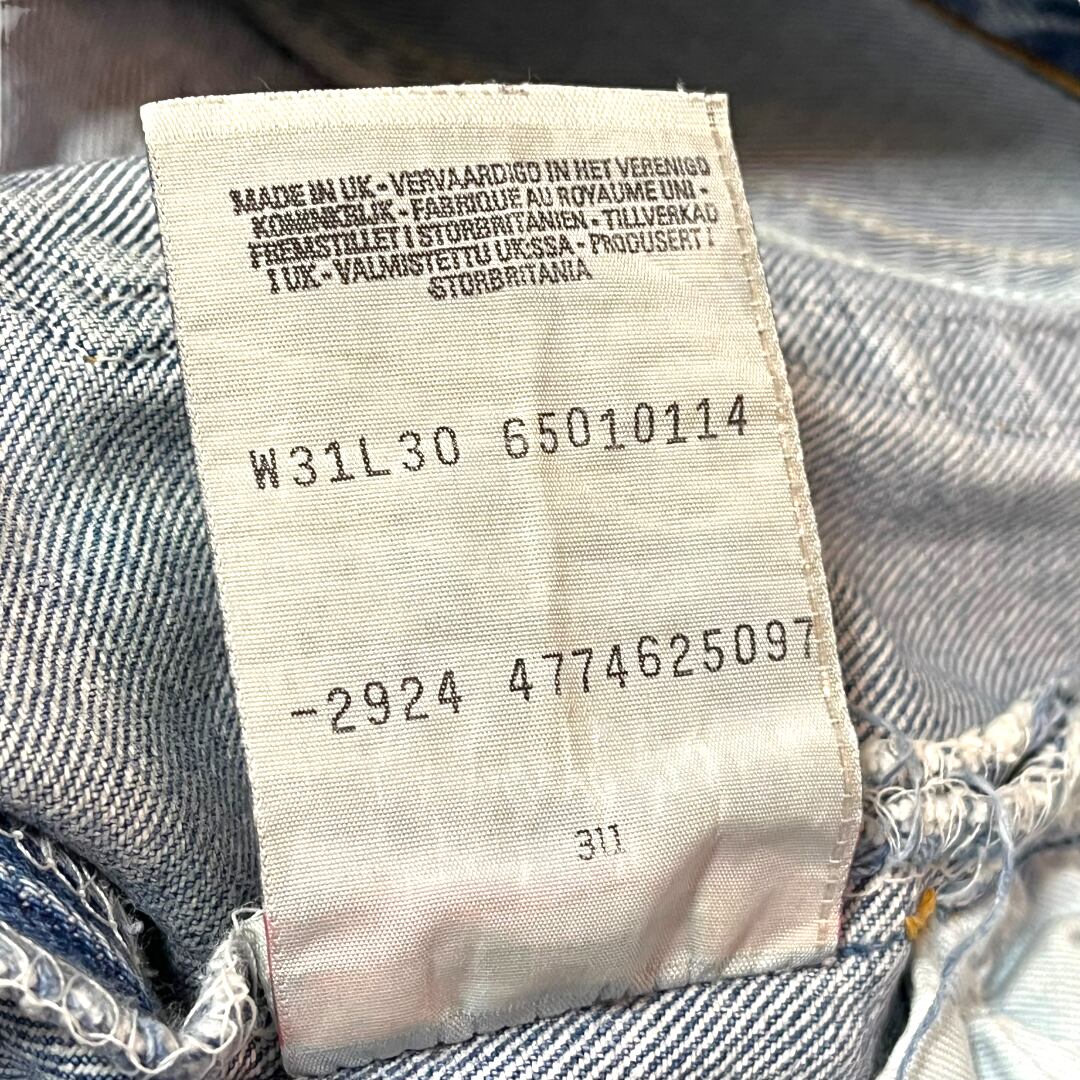 MADE IN UK - VERVAARDIGD IN HET VERENIGD
KONINKRIJK - FABRIQUE AU ROYAUME UNI -
FREMSTILLET I STORBRITANIEN - TILLVERKAD
I UK - VALMISTETTU UK:SSA - PRODUSERT I
STORBRITANIA
W31L30 65010114
-2924 4774625097